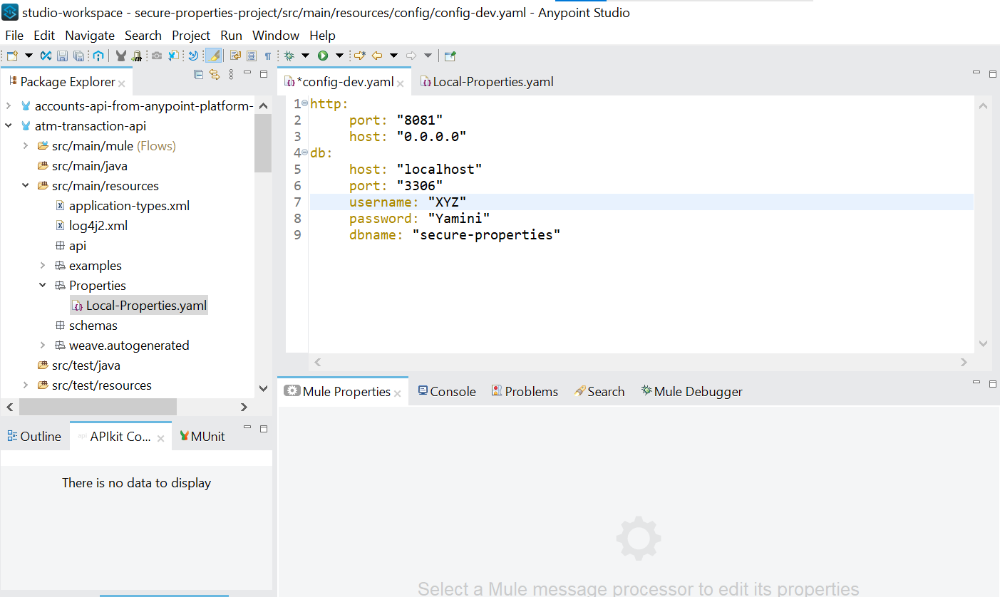 studio-workspace - secure-properties-project/src/main/resources/config/config-dev.yaml - Anypoint Studio
File Edit Navigate Search Project Run Window Help
Package Explorer
accounts-api-from-anypoint-platform-
atm-transaction-api
src/main/mule (Flows)
src/main/java
src/main/resources
application-types.xml
log4j2.xml
api
examples
Properties
Local-Properties.yaml
schemas
weave.autogenerated
src/test/java
src/test/resources
Outline
api APIkit Co...
MUnit
There is no data to display
*config-dev.yaml
Local-Properties.yaml
1 http:
2 port: "8081"
3 host: "0.0.0.0"
4 db:
5 host: "localhost"
6 port: "3306"
7 username: "XYZ"
8 password: "Yamini"
9 dbname: "secure-properties"
Mule Properties
Console
Problems
Search
Mule Debugger
Select a Mule message processor to edit its properties